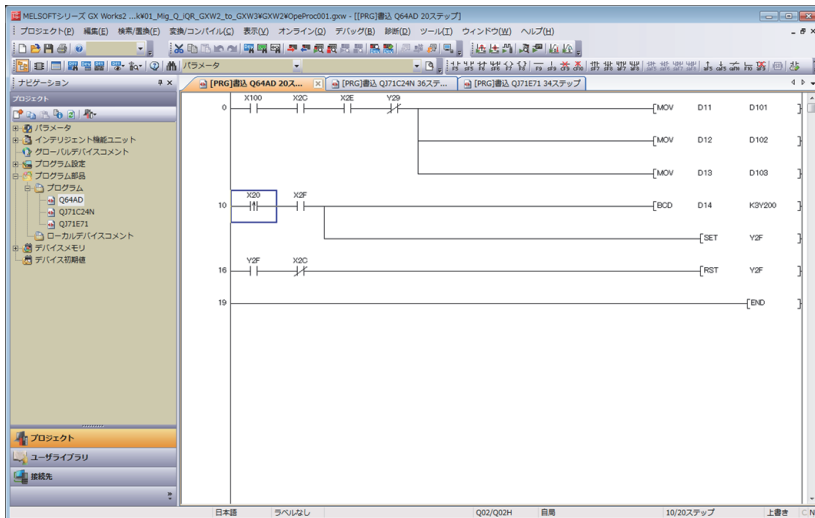 MELSOFTシリーズ GX Works2 ...k¥01_Mig_Q_iQR_GXW2_to_GXW3¥GXW2¥OpeProc001.gxw - [[PRG]書込 Q64AD 20ステップ]
プロジェクト(P) 編集(E) 検索/置換(F) 変換/コンパイル(C) 表示(V) オンライン(O) デバッグ(B) 診断(D) ツール(T) ウィンドウ(W) ヘルプ(H)
パラメータ
ナビゲーション
[PRG]書込 Q64AD 20ス... [PRG]書込 QJ71C24N 36ステ... [PRG]書込 QJ71E71 34ステップ
プロジェクト
パラメータ
インテリジェント機能ユニット
グローバルデバイスコメント
プログラム設定
プログラム部品
プログラム
Q64AD
QJ71C24N
QJ71E71
ローカルデバイスコメント
デバイスメモリ
デバイス初期値
X100 X2C X2E Y29
0 MOV D11 D101
MOV D12 D102
MOV D13 D103
X20 X2F
10 BCD D14 K3Y200
SET Y2F
Y2F X2C
16 RST Y2F
19 END
プロジェクト
ユーザライブラリ
接続先
日本語 ラベルなし Q02/Q02H 自局 10/20ステップ 上書き